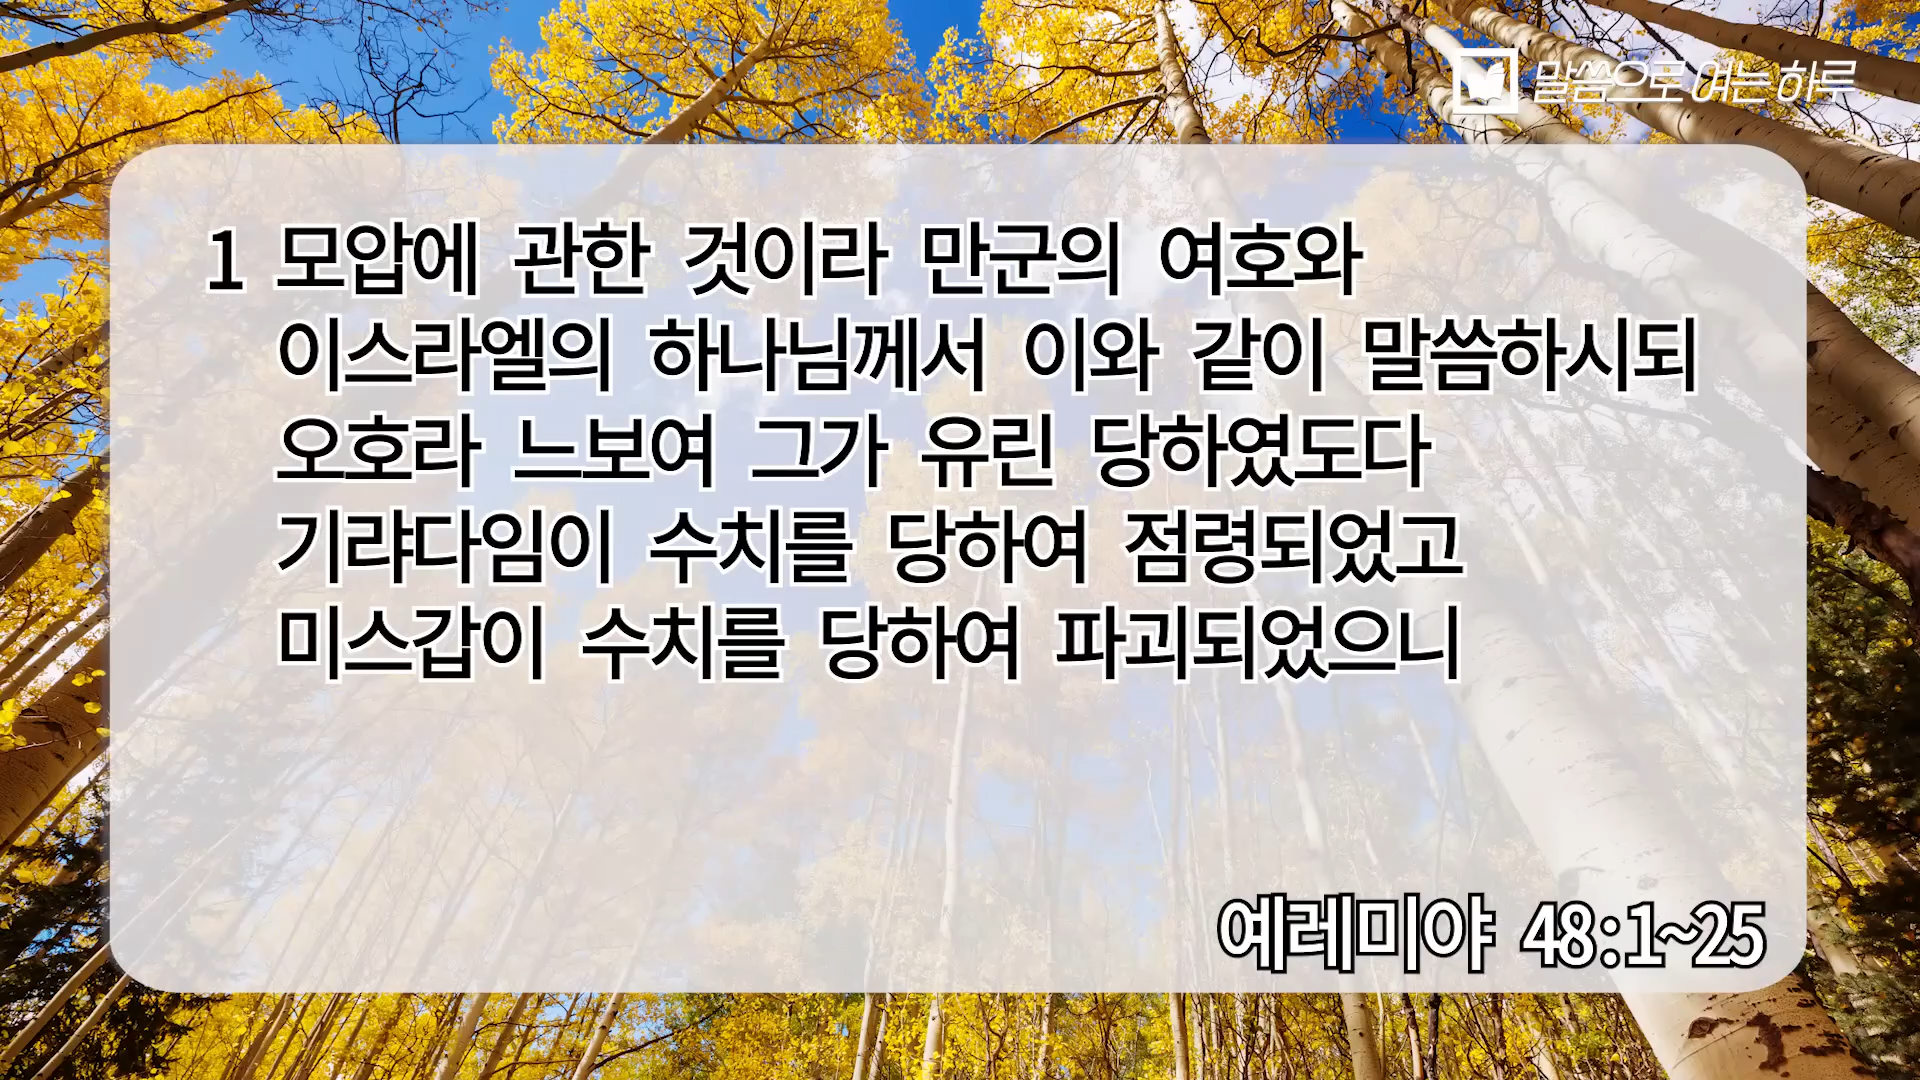 말씀으로 여는 하루
1 모압에 관한 것이라 만군의 여호와
이스라엘의 하나님께서 이와 같이 말씀하시되
오호라 느보여 그가 유린 당하였도다
기랴다임이 수치를 당하여 점령되었고
미스갑이 수치를 당하여 파괴되었으니
예레미야 48:1~25